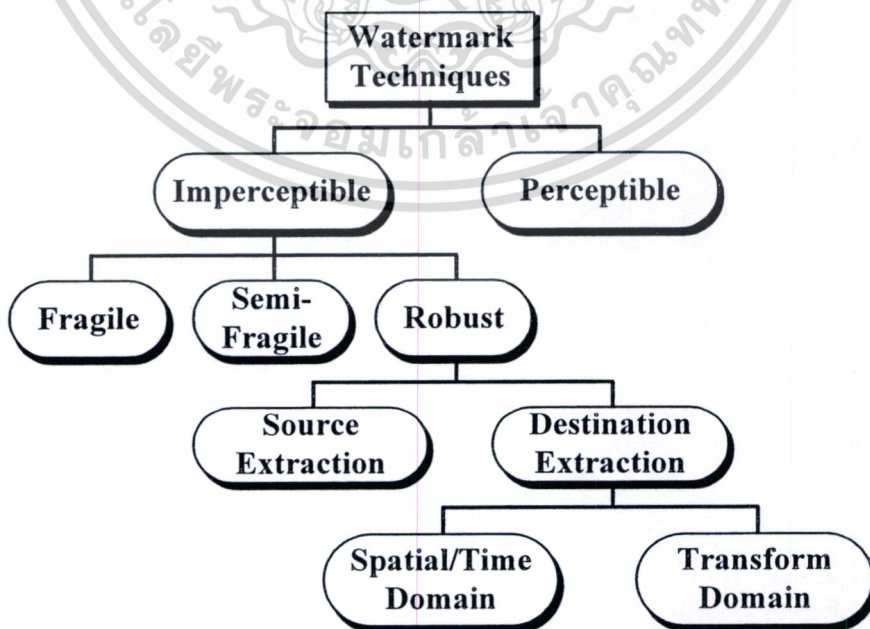 Watermark
Techniques
Imperceptible
Perceptible
Fragile
Semi-
Fragile
Robust
Source
Extraction
Destination
Extraction
Spatial/Time
Domain
Transform
Domain